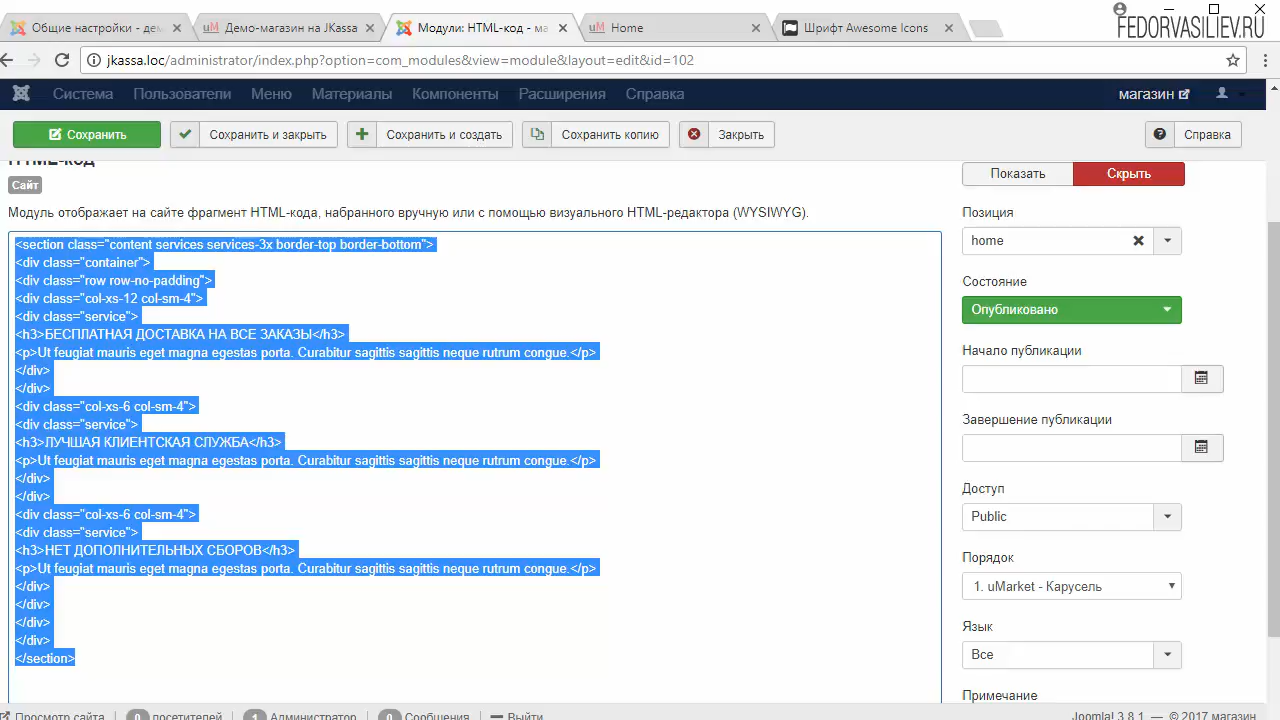 Общие настройки - дем
Демо-магазин на JKassa
Модули: HTML-код - ма
Home
Шрифт Awesome Icons
FEDORVASILIEV.RU
jkassa.loc/administrator/index.php?option=com_modules&view=module&layout=edit&id=102
Система Пользователи Меню Материалы Компоненты Расширения Справка магазин
Сохранить Сохранить и закрыть Сохранить и создать Сохранить копию Закрыть Справка
HTML-код
Сайт
Модуль отображает на сайте фрагмент HTML-кода, набранного вручную или с помощью визуального HTML-редактора (WYSIWYG).
<section class="content services services-3x border-top border-bottom">
<div class="container">
<div class="row row-no-padding">
<div class="col-xs-12 col-sm-4">
<div class="service">
<h3>БЕСПЛАТНАЯ ДОСТАВКА НА ВСЕ ЗАКАЗЫ</h3>
<p>Ut feugiat mauris eget magna egestas porta. Curabitur sagittis sagittis neque rutrum congue.</p>
</div>
</div>
<div class="col-xs-6 col-sm-4">
<div class="service">
<h3>ЛУЧШАЯ КЛИЕНТСКАЯ СЛУЖБА</h3>
<p>Ut feugiat mauris eget magna egestas porta. Curabitur sagittis sagittis neque rutrum congue.</p>
</div>
</div>
<div class="col-xs-6 col-sm-4">
<div class="service">
<h3>НЕТ ДОПОЛНИТЕЛЬНЫХ СБОРОВ</h3>
<p>Ut feugiat mauris eget magna egestas porta. Curabitur sagittis sagittis neque rutrum congue.</p>
</div>
</div>
</div>
</div>
</section>
Показать Скрыть
Позиция
home
Состояние
Опубликовано
Начало публикации
Завершение публикации
Доступ
Public
Порядок
1. uMarket - Карусель
Язык
Все
Примечание
Просмотр сайта 0 посетителей 1 Администратор 0 Сообщения Выйти Joomla! 3.8.1 — © 2017 магазин